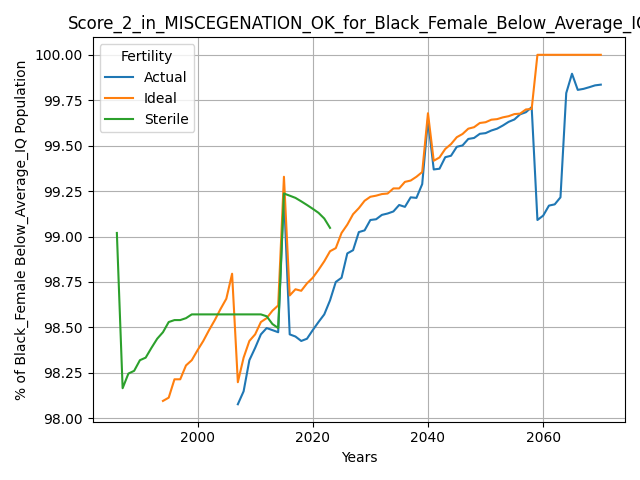 Score_2_in_MISCEGENATION_OK_for_Black_Female_Below_Average_IQ
Fertility
Actual
Ideal
Sterile
% of Black_Female Below_Average_IQ Population
100.00
99.75
99.50
99.25
99.00
98.75
98.50
98.25
98.00
2000 2020 2040 2060
Years